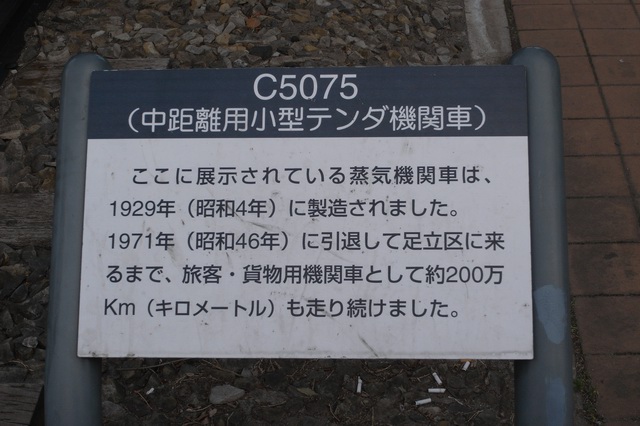 C5075
（中距離用小型テンダ機関車）
ここに展示されている蒸気機関車は、
1929年（昭和4年）に製造されました。
1971年（昭和46年）に引退して足立区に来
るまで、旅客・貨物用機関車として約200万
Km（キロメートル）も走り続けました。